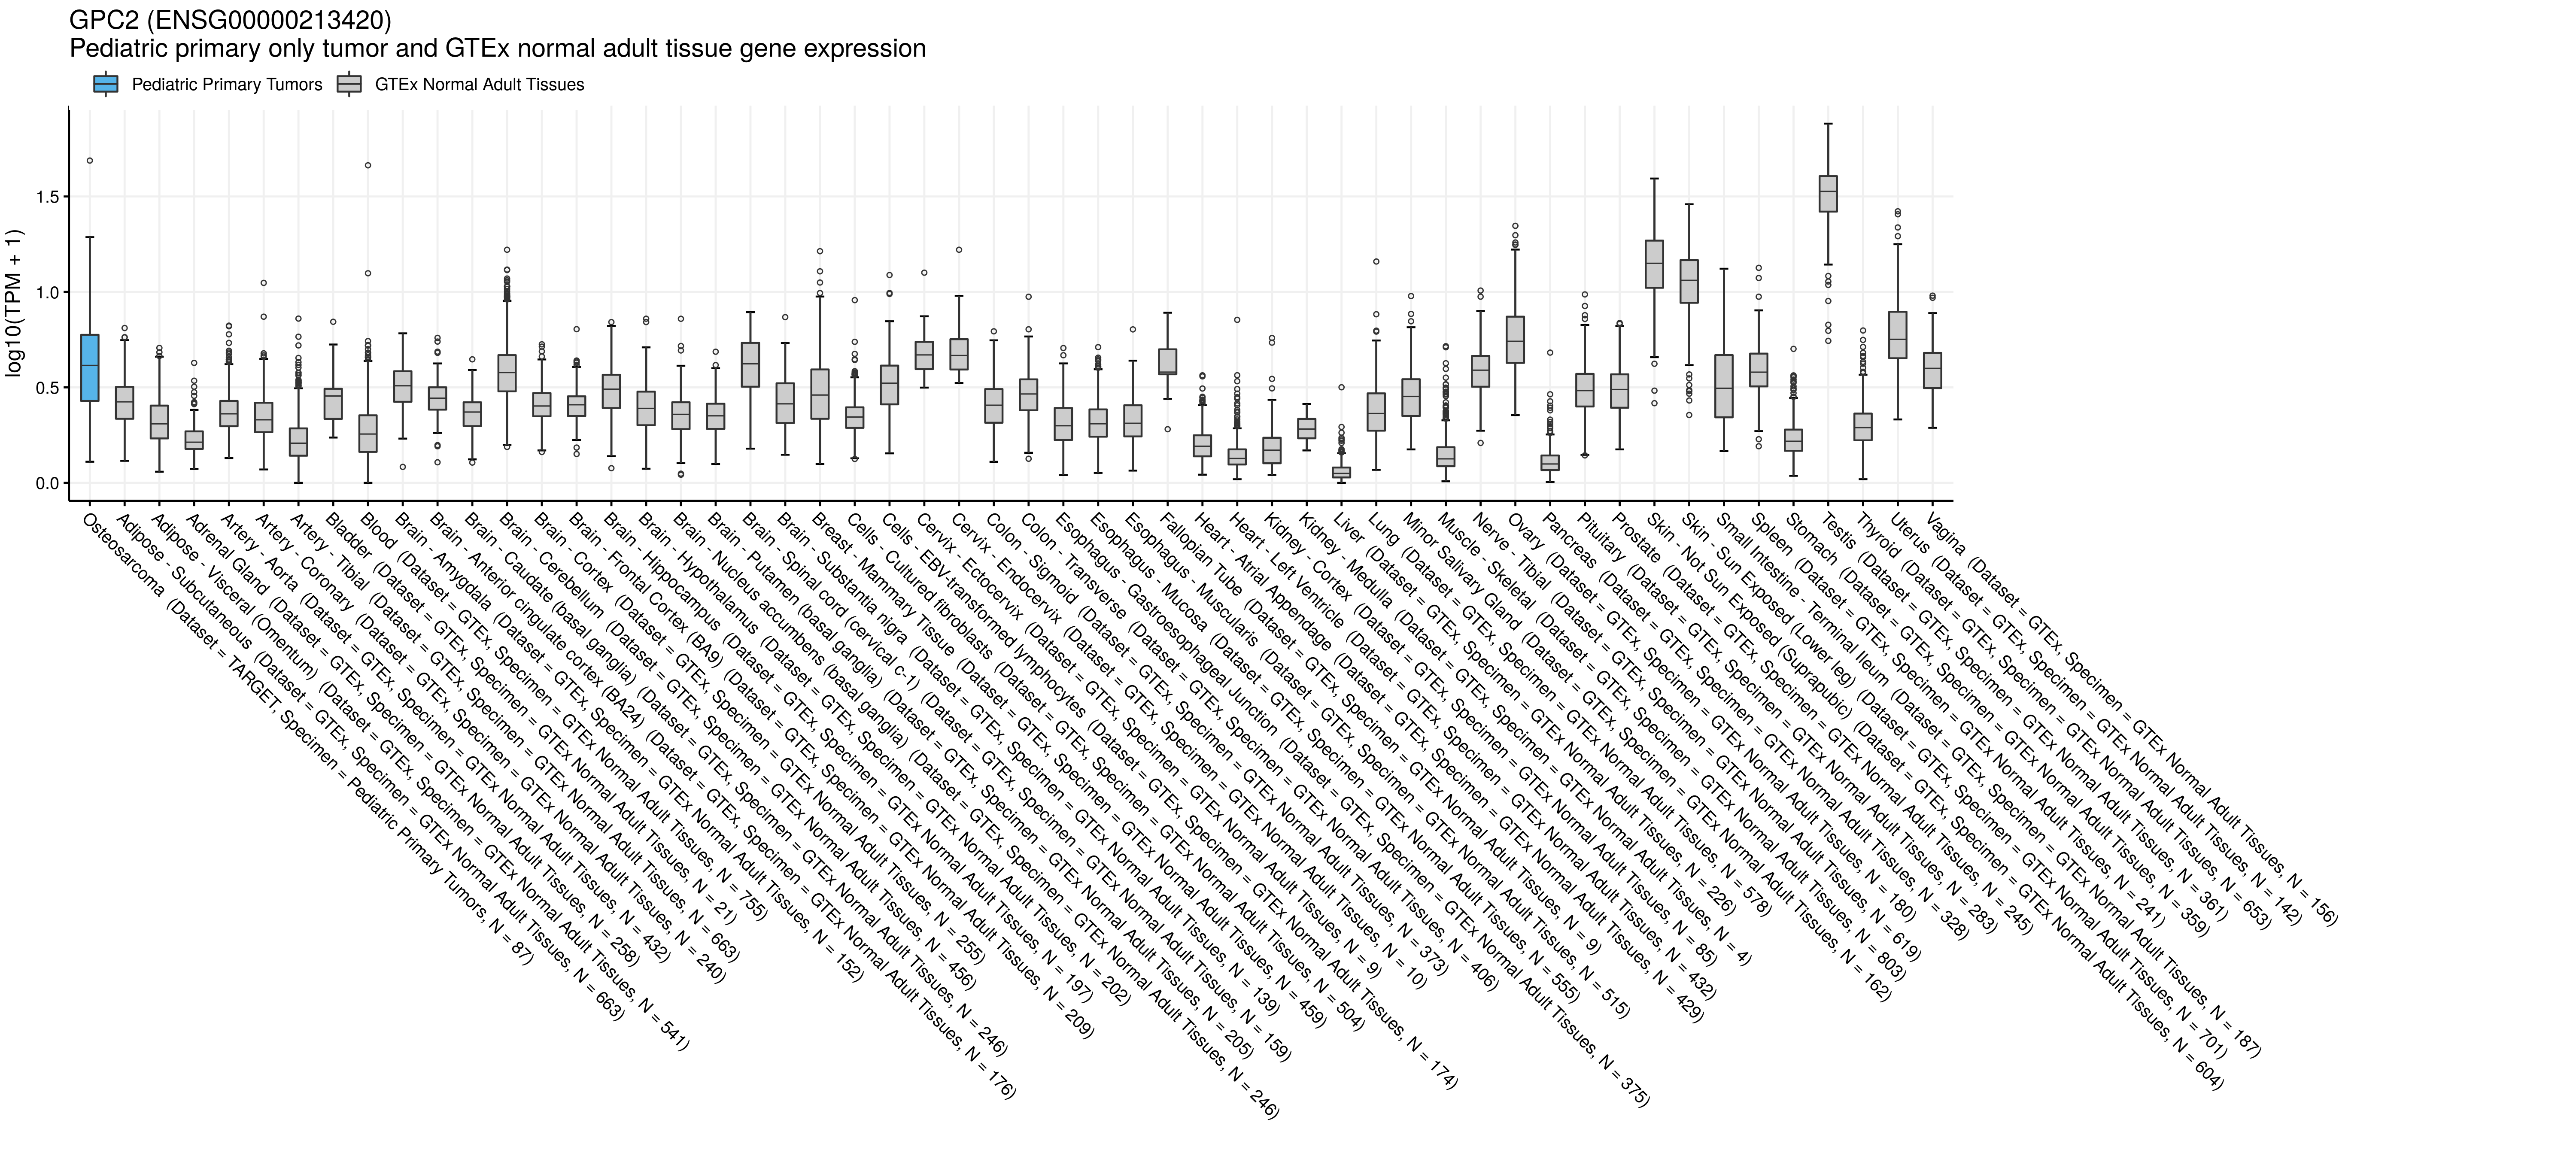 GPC2 (ENSG00000213420)
Pediatric primary only tumor and GTEx normal adult tissue gene expression
Pediatric Primary Tumors
GTEx Normal Adult Tissues
log10(TPM + 1)
1.5
1.0
0.5
0.0
Osteosarcoma (Dataset = TARGET, Specimen = Pediatric Primary Tumors, N = 87)
Adipose - Subcutaneous (Dataset = GTEx, Specimen = GTEx Normal Adult Tissues, N = 663)
Adipose - Visceral (Omentum) (Dataset = GTEx, Specimen = GTEx Normal Adult Tissues, N = 541)
Adrenal Gland (Dataset = GTEx, Specimen = GTEx Normal Adult Tissues, N = 258)
Artery - Aorta (Dataset = GTEx, Specimen = GTEx Normal Adult Tissues, N = 432)
Artery - Coronary (Dataset = GTEx, Specimen = GTEx Normal Adult Tissues, N = 240)
Artery - Tibial (Dataset = GTEx, Specimen = GTEx Normal Adult Tissues, N = 663)
Bladder (Dataset = GTEx, Specimen = GTEx Normal Adult Tissues, N = 21)
Blood (Dataset = GTEx, Specimen = GTEx Normal Adult Tissues, N = 755)
Brain - Amygdala (Dataset = GTEx, Specimen = GTEx Normal Adult Tissues, N = 152)
Brain - Anterior cingulate cortex (BA24) (Dataset = GTEx, Specimen = GTEx Normal Adult Tissues, N = 176)
Brain - Caudate (basal ganglia) (Dataset = GTEx, Specimen = GTEx Normal Adult Tissues, N = 246)
Brain - Cerebellum (Dataset = GTEx, Specimen = GTEx Normal Adult Tissues, N = 456)
Brain - Cortex (Dataset = GTEx, Specimen = GTEx Normal Adult Tissues, N = 255)
Brain - Frontal Cortex (BA9) (Dataset = GTEx, Specimen = GTEx Normal Adult Tissues, N = 209)
Brain - Hippocampus (Dataset = GTEx, Specimen = GTEx Normal Adult Tissues, N = 197)
Brain - Hypothalamus (Dataset = GTEx, Specimen = GTEx Normal Adult Tissues, N = 202)
Brain - Nucleus accumbens (basal ganglia) (Dataset = GTEx, Specimen = GTEx Normal Adult Tissues, N = 246)
Brain - Putamen (basal ganglia) (Dataset = GTEx, Specimen = GTEx Normal Adult Tissues, N = 205)
Brain - Spinal cord (cervical c-1) (Dataset = GTEx, Specimen = GTEx Normal Adult Tissues, N = 159)
Brain - Substantia nigra (Dataset = GTEx, Specimen = GTEx Normal Adult Tissues, N = 139)
Breast - Mammary Tissue (Dataset = GTEx, Specimen = GTEx Normal Adult Tissues, N = 459)
Cells - Cultured fibroblasts (Dataset = GTEx, Specimen = GTEx Normal Adult Tissues, N = 504)
Cells - EBV-transformed lymphocytes (Dataset = GTEx, Specimen = GTEx Normal Adult Tissues, N = 174)
Cervix - Ectocervix (Dataset = GTEx, Specimen = GTEx Normal Adult Tissues, N = 9)
Cervix - Endocervix (Dataset = GTEx, Specimen = GTEx Normal Adult Tissues, N = 10)
Colon - Sigmoid (Dataset = GTEx, Specimen = GTEx Normal Adult Tissues, N = 373)
Colon - Transverse (Dataset = GTEx, Specimen = GTEx Normal Adult Tissues, N = 406)
Esophagus - Gastroesophageal Junction (Dataset = GTEx, Specimen = GTEx Normal Adult Tissues, N = 375)
Esophagus - Mucosa (Dataset = GTEx, Specimen = GTEx Normal Adult Tissues, N = 555)
Esophagus - Muscularis (Dataset = GTEx, Specimen = GTEx Normal Adult Tissues, N = 515)
Fallopian Tube (Dataset = GTEx, Specimen = GTEx Normal Adult Tissues, N = 9)
Heart - Atrial Appendage (Dataset = GTEx, Specimen = GTEx Normal Adult Tissues, N = 429)
Heart - Left Ventricle (Dataset = GTEx, Specimen = GTEx Normal Adult Tissues, N = 432)
Kidney - Cortex (Dataset = GTEx, Specimen = GTEx Normal Adult Tissues, N = 85)
Kidney - Medulla (Dataset = GTEx, Specimen = GTEx Normal Adult Tissues, N = 4)
Liver (Dataset = GTEx, Specimen = GTEx Normal Adult Tissues, N = 226)
Lung (Dataset = GTEx, Specimen = GTEx Normal Adult Tissues, N = 578)
Minor Salivary Gland (Dataset = GTEx, Specimen = GTEx Normal Adult Tissues, N = 162)
Muscle - Skeletal (Dataset = GTEx, Specimen = GTEx Normal Adult Tissues, N = 803)
Nerve - Tibial (Dataset = GTEx, Specimen = GTEx Normal Adult Tissues, N = 619)
Ovary (Dataset = GTEx, Specimen = GTEx Normal Adult Tissues, N = 180)
Pancreas (Dataset = GTEx, Specimen = GTEx Normal Adult Tissues, N = 328)
Pituitary (Dataset = GTEx, Specimen = GTEx Normal Adult Tissues, N = 283)
Prostate (Dataset = GTEx, Specimen = GTEx Normal Adult Tissues, N = 245)
Skin - Not Sun Exposed (Suprapubic) (Dataset = GTEx, Specimen = GTEx Normal Adult Tissues, N = 604)
Skin - Sun Exposed (Lower leg) (Dataset = GTEx, Specimen = GTEx Normal Adult Tissues, N = 701)
Small Intestine - Terminal Ileum (Dataset = GTEx, Specimen = GTEx Normal Adult Tissues, N = 187)
Spleen (Dataset = GTEx, Specimen = GTEx Normal Adult Tissues, N = 241)
Stomach (Dataset = GTEx, Specimen = GTEx Normal Adult Tissues, N = 359)
Testis (Dataset = GTEx, Specimen = GTEx Normal Adult Tissues, N = 361)
Thyroid (Dataset = GTEx, Specimen = GTEx Normal Adult Tissues, N = 653)
Uterus (Dataset = GTEx, Specimen = GTEx Normal Adult Tissues, N = 142)
Vagina (Dataset = GTEx, Specimen = GTEx Normal Adult Tissues, N = 156)